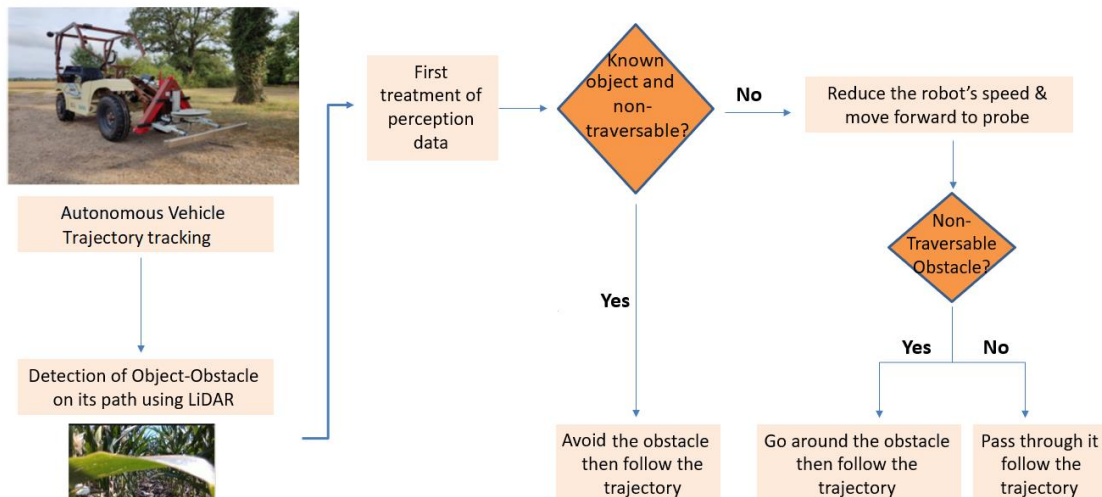 Autonomous Vehicle
Trajectory tracking
Detection of Object-Obstacle
on its path using LiDAR
First
treatment of
perception
data
Known
object and
non-
traversable?
No
Reduce the robot's speed &
move forward to probe
Non-
Traversable
Obstacle?
Yes
Yes
No
Avoid the obstacle
then follow the
trajectory
Go around the obstacle
then follow the
trajectory
Pass through it
follow the
trajectory